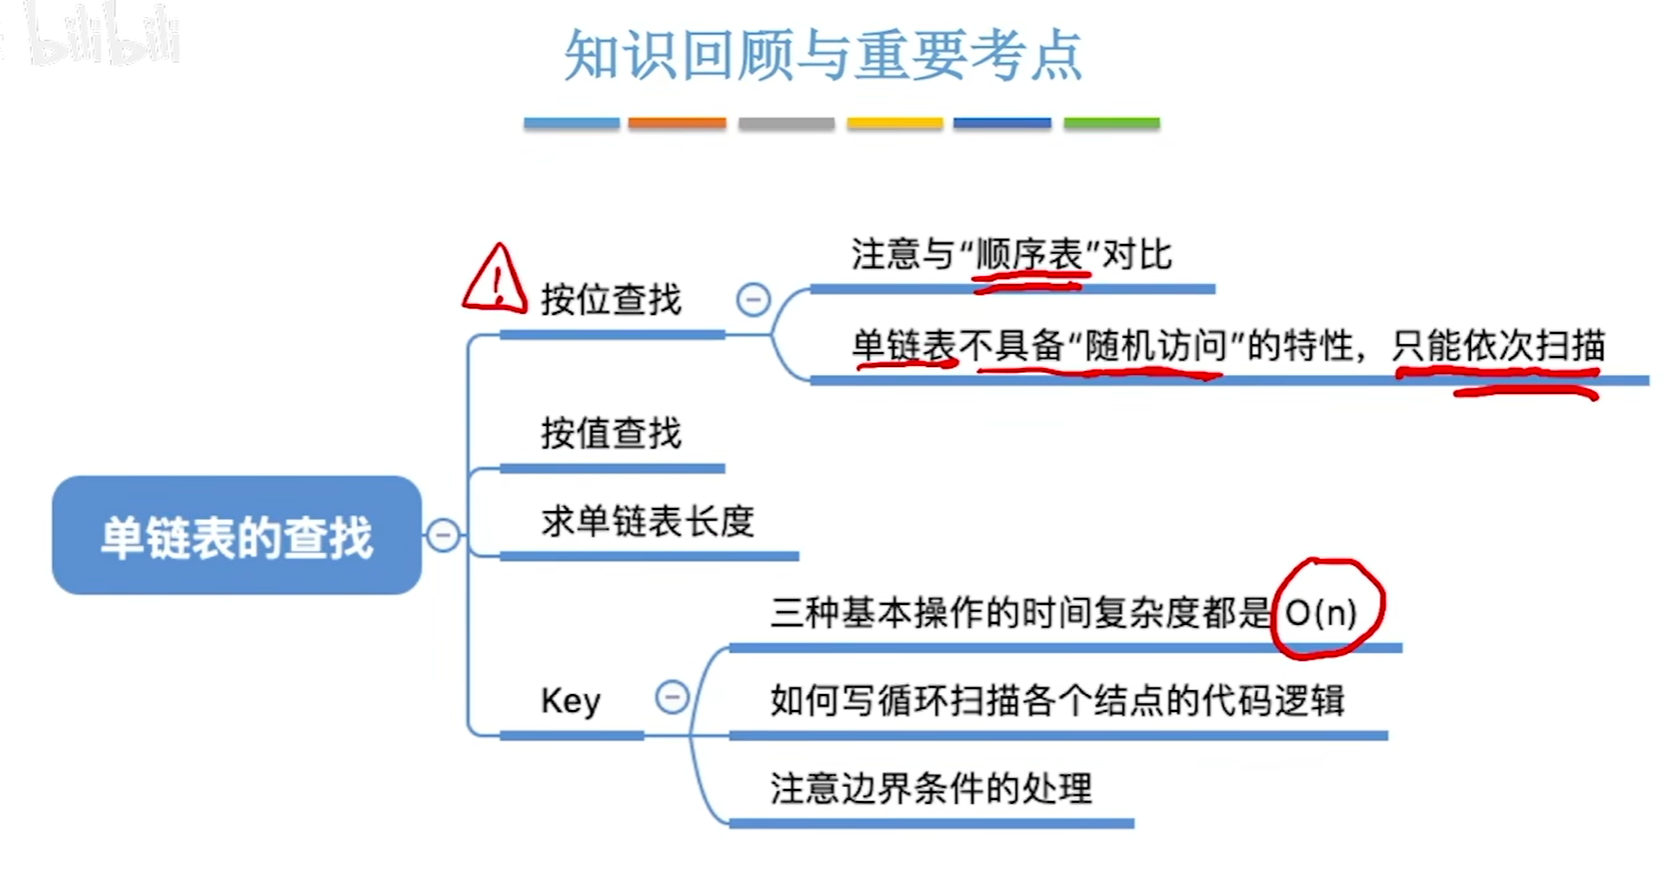 bilibili
知识回顾与重要考点
注意与“顺序表”对比
按位查找
单链表不具备“随机访问”的特性，只能依次扫描
按值查找
求单链表长度
单链表的查找
三种基本操作的时间复杂度都是 O(n)
Key
如何写循环扫描各个结点的代码逻辑
注意边界条件的处理